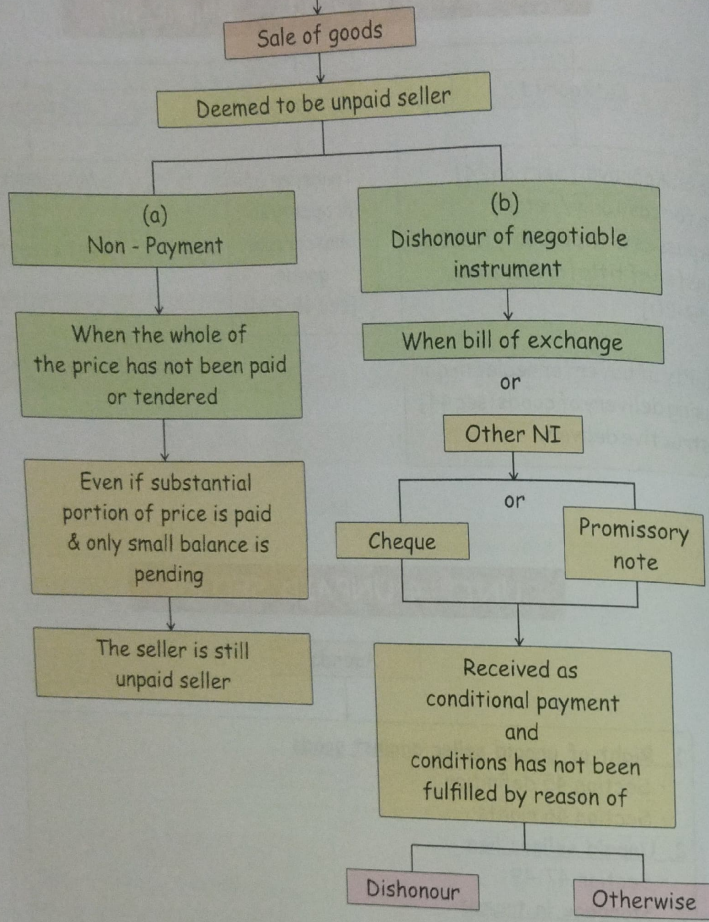 Sale of goods
Deemed to be unpaid seller
(a)
Non - Payment
When the whole of
the price has not been paid
or tendered
Even if substantial
portion of price is paid
& only small balance is
pending
The seller is still
unpaid seller
(b)
Dishonour of negotiable
instrument
When bill of exchange
or
Other NI
or
Cheque
Promissory
note
Received as
conditional payment
and
conditions has not been
fulfilled by reason of
Dishonour
Otherwise